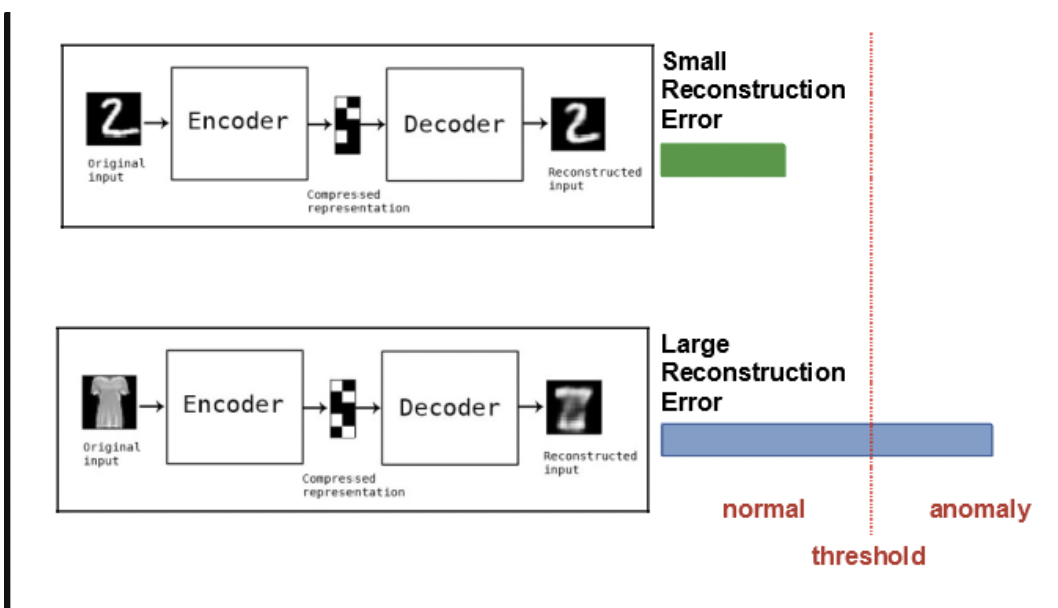 Small
Reconstruction
Error
Encoder
Decoder
Original
input
Compressed
representation
Reconstructed
input
Large
Reconstruction
Error
Encoder
Decoder
Original
input
Compressed
representation
Reconstructed
input
normal
anomaly
threshold